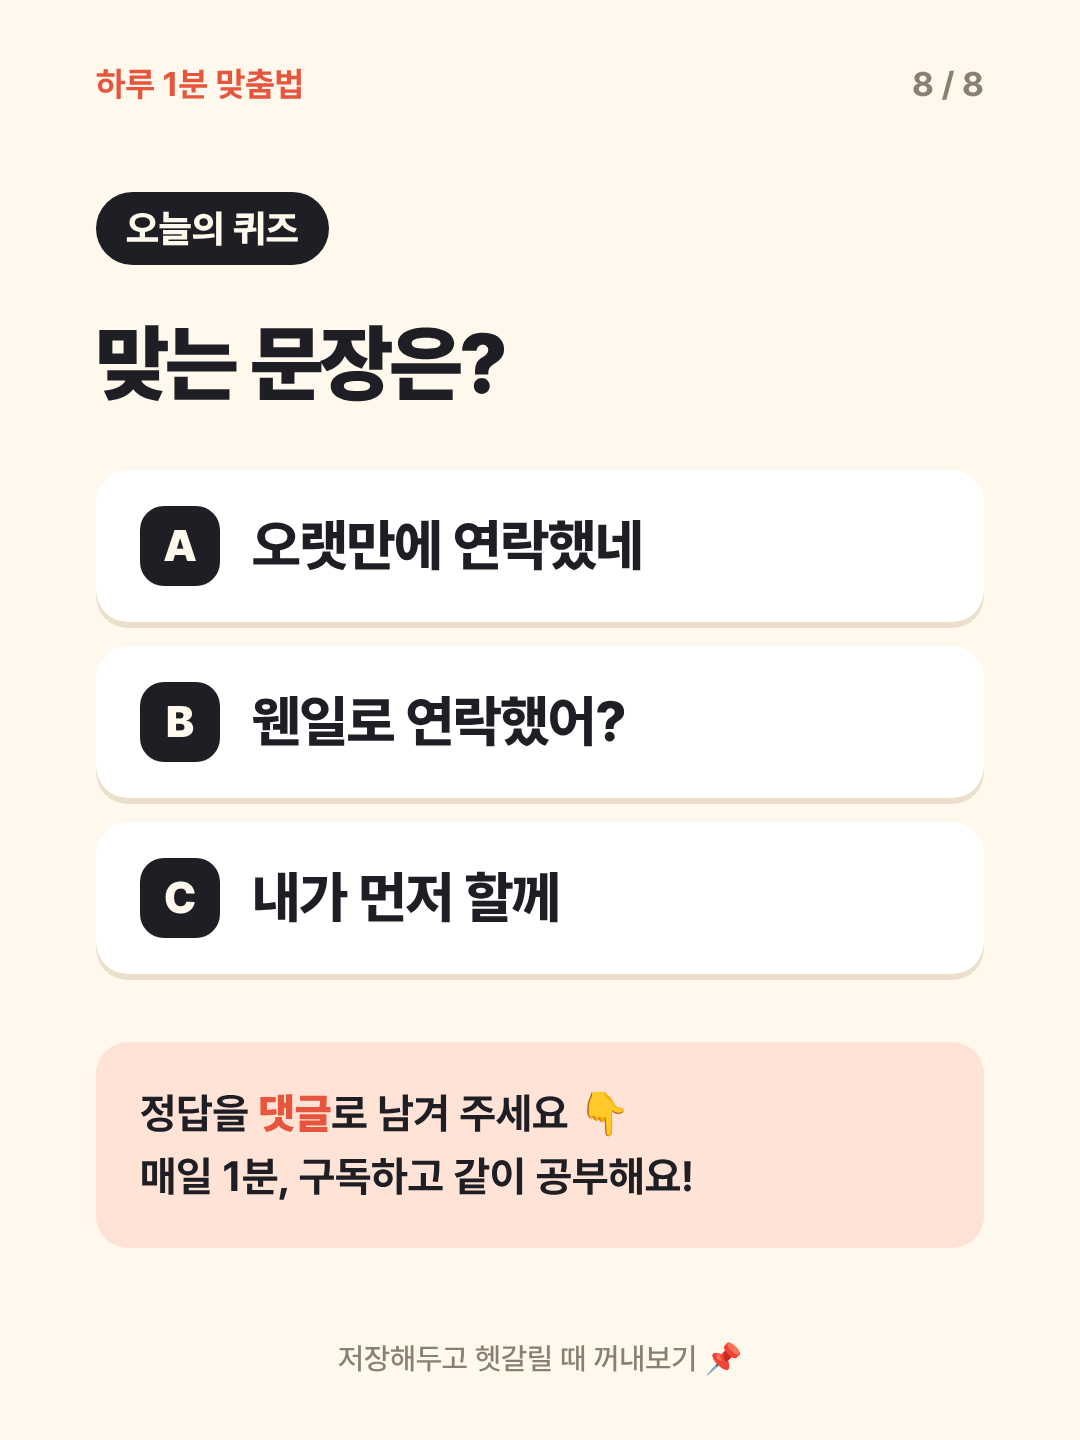 하루 1분 맞춤법
8 / 8
오늘의 퀴즈
맞는 문장은?
A 오랫만에 연락했네
B 웬일로 연락했어?
C 내가 먼저 할께
정답을 댓글로 남겨 주세요 👇
매일 1분, 구독하고 같이 공부해요!
저장해두고 헷갈릴 때 꺼내보기 📌